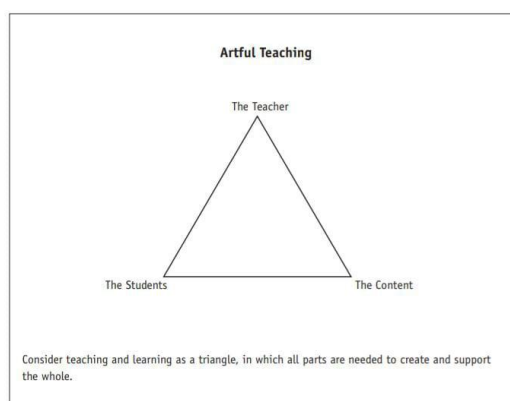 Artful Teaching
The Teacher
The Students
The Content
Consider teaching and learning as a triangle, in which all parts are needed to create and support
the whole.